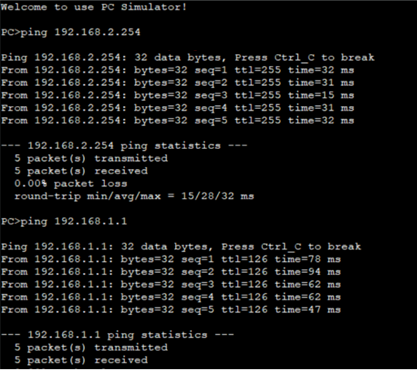 Welcome to use PC Simulator!
PC>ping 192.168.2.254
Ping 192.168.2.254: 32 data bytes, Press Ctrl_C to break
From 192.168.2.254: bytes=32 seq=1 ttl=255 time=32 ms
From 192.168.2.254: bytes=32 seq=2 ttl=255 time=31 ms
From 192.168.2.254: bytes=32 seq=3 ttl=255 time=15 ms
From 192.168.2.254: bytes=32 seq=4 ttl=255 time=31 ms
From 192.168.2.254: bytes=32 seq=5 ttl=255 time=32 ms
--- 192.168.2.254 ping statistics ---
5 packet(s) transmitted
5 packet(s) received
0.00% packet loss
round-trip min/avg/max = 15/28/32 ms
PC>ping 192.168.1.1
Ping 192.168.1.1: 32 data bytes, Press Ctrl_C to break
From 192.168.1.1: bytes=32 seq=1 ttl=126 time=78 ms
From 192.168.1.1: bytes=32 seq=2 ttl=126 time=94 ms
From 192.168.1.1: bytes=32 seq=3 ttl=126 time=62 ms
From 192.168.1.1: bytes=32 seq=4 ttl=126 time=62 ms
From 192.168.1.1: bytes=32 seq=5 ttl=126 time=47 ms
--- 192.168.1.1 ping statistics ---
5 packet(s) transmitted
5 packet(s) received